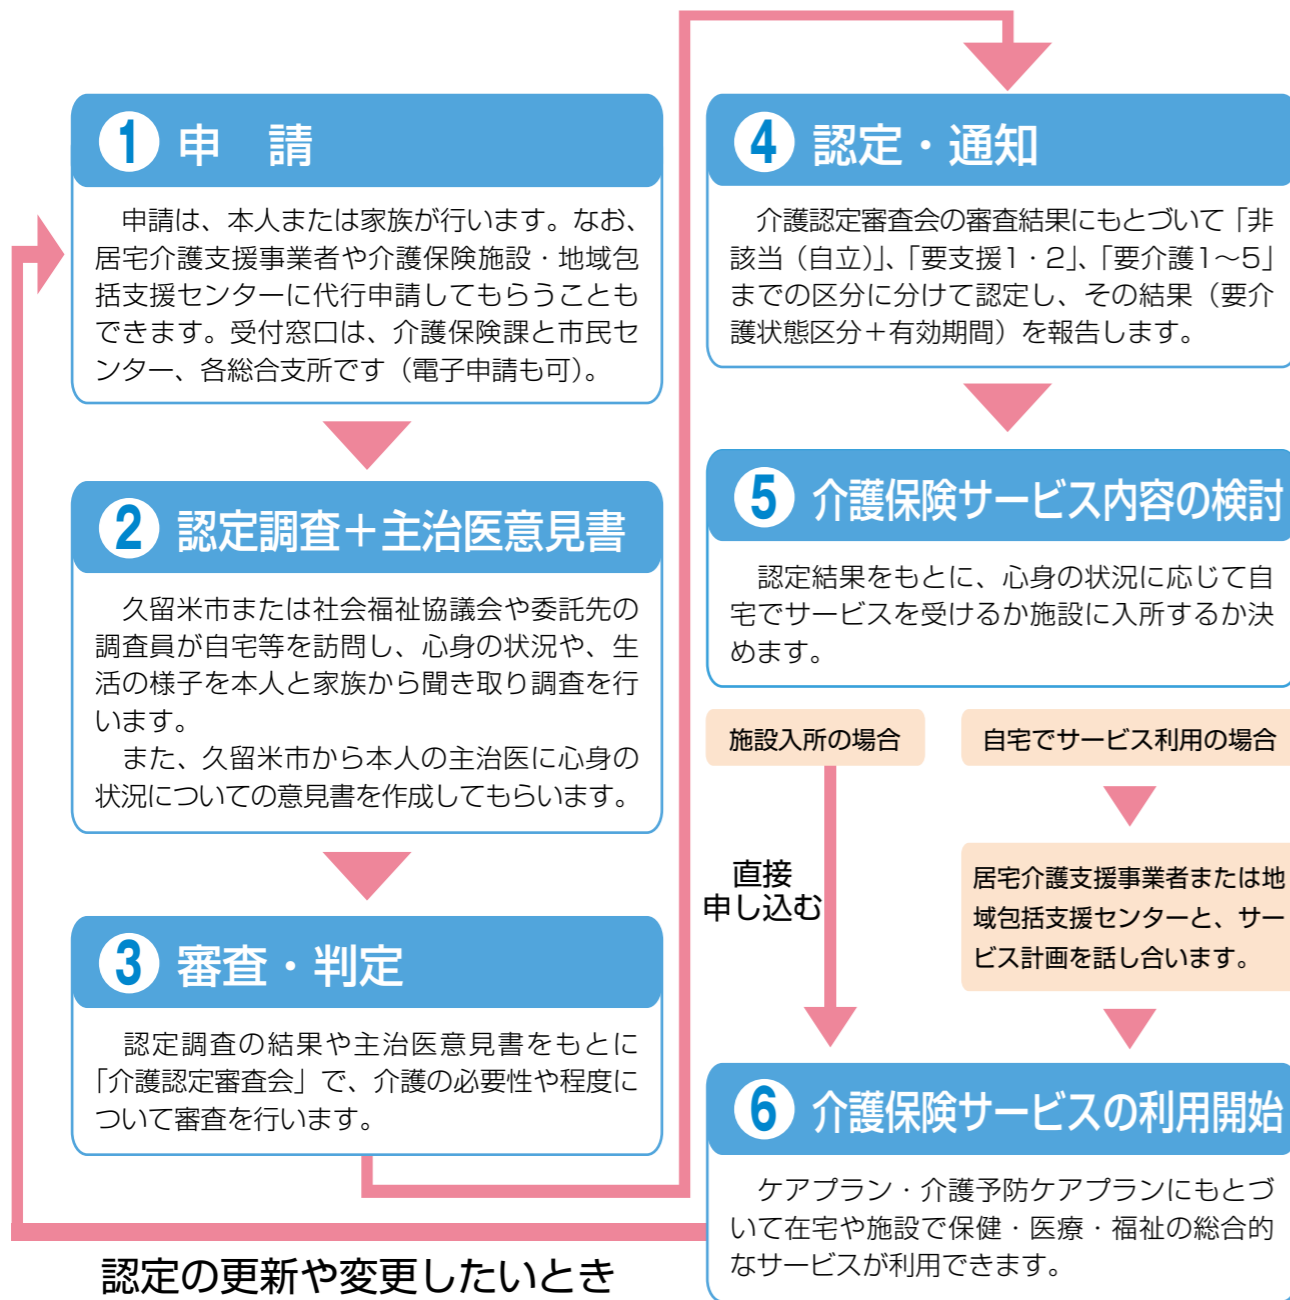 1 申　請
　申請は、本人または家族が行います。なお、
居宅介護支援事業者や介護保険施設・地域包
括支援センターに代行申請してもらうことも
できます。受付窓口は、介護保険課と市民セ
ンター、各総合支所です（電子申請も可）。
2 認定調査＋主治医意見書
　久留米市または社会福祉協議会や委託先の
調査員が自宅等を訪問し、心身の状況や、生
活の様子を本人と家族から聞き取り調査を行
います。
　また、久留米市から本人の主治医に心身の
状況についての意見書を作成してもらいます。
3 審査・判定
　認定調査の結果や主治医意見書をもとに
「介護認定審査会」で、介護の必要性や程度に
ついて審査を行います。
4 認定・通知
　介護認定審査会の審査結果にもとづいて「非
該当（自立）」、「要支援1・2」、「要介護1〜5」
までの区分に分けて認定し、その結果（要介
護状態区分＋有効期間）を報告します。
5 介護保険サービス内容の検討
　認定結果をもとに、心身の状況に応じて自
宅でサービスを受けるか施設に入所するか決
めます。
施設入所の場合
直接
申し込む
自宅でサービス利用の場合
居宅介護支援事業者または地
域包括支援センターと、サー
ビス計画を話し合います。
6 介護保険サービスの利用開始
　ケアプラン・介護予防ケアプランにもとづ
いて在宅や施設で保健・医療・福祉の総合的
なサービスが利用できます。
認定の更新や変更したいとき